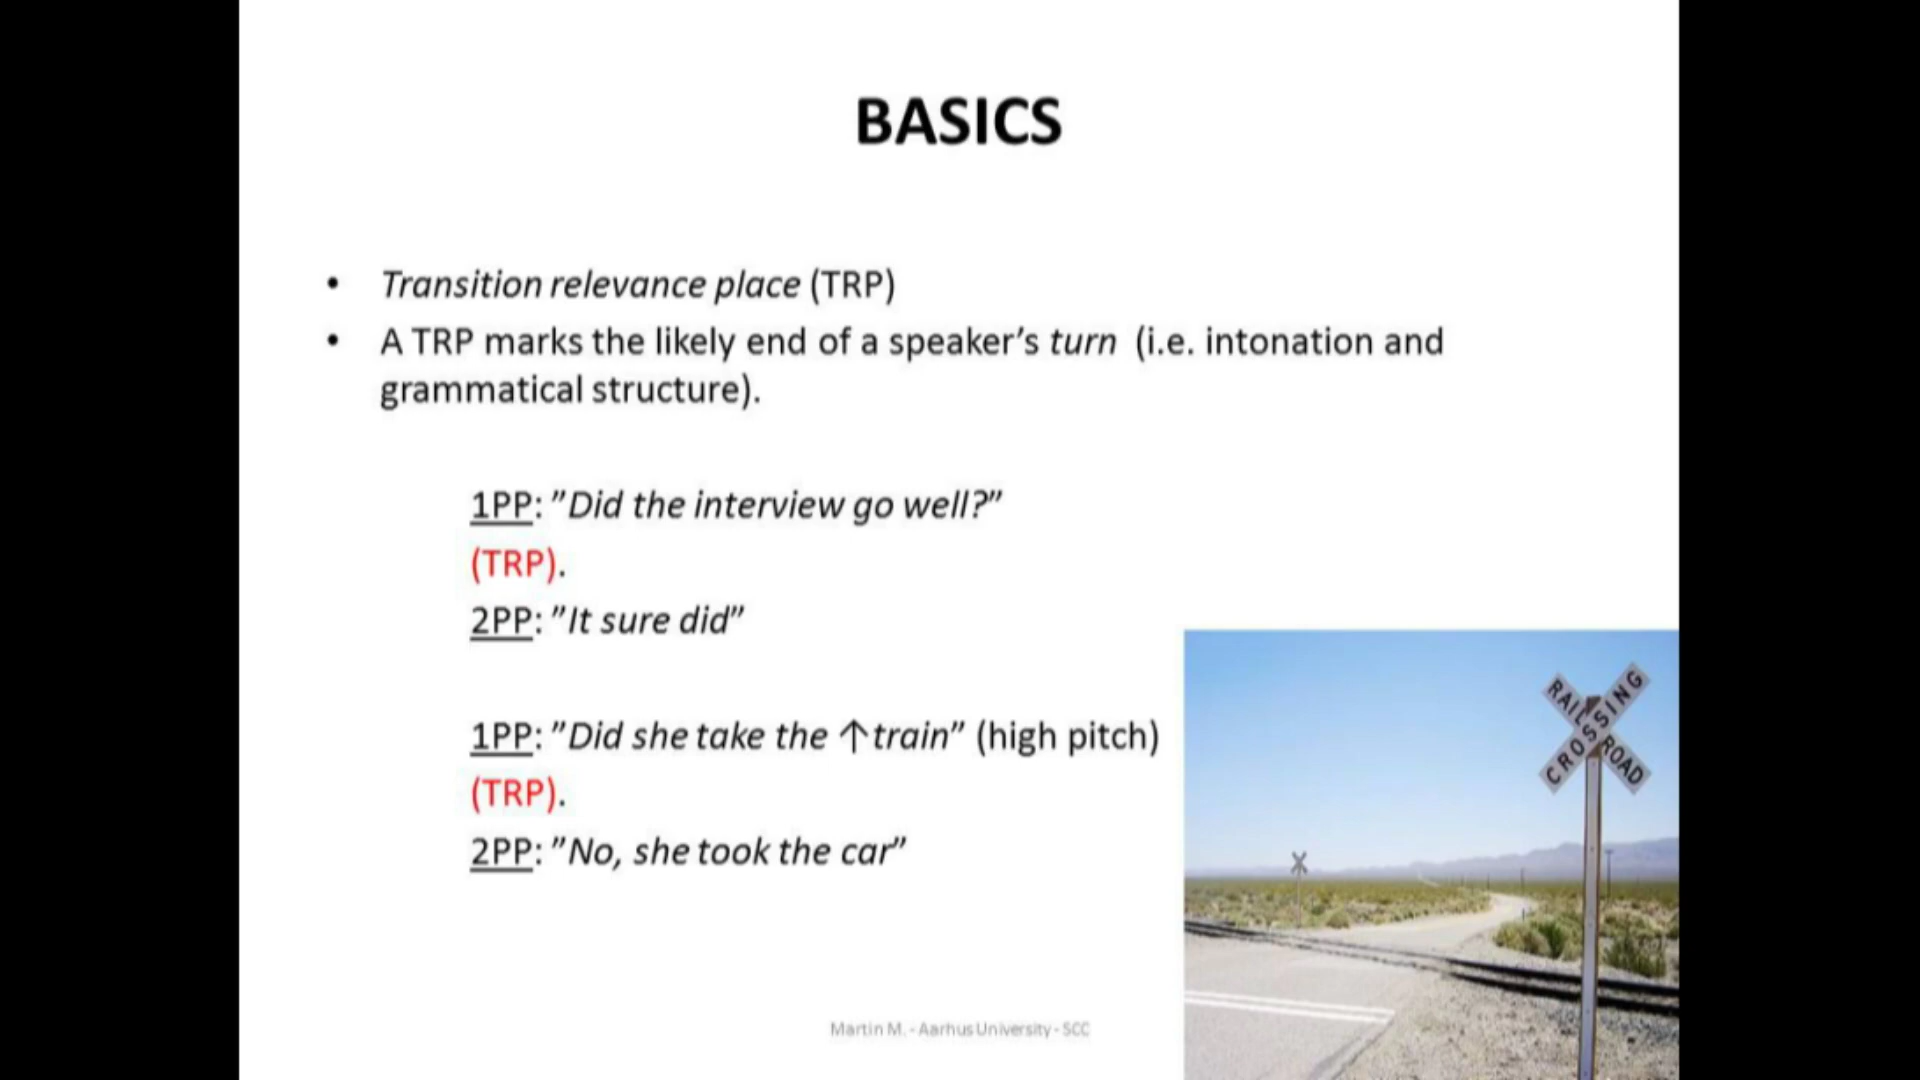 BASICS
• Transition relevance place (TRP)
• A TRP marks the likely end of a speaker’s turn (i.e. intonation and
grammatical structure).
1PP: ”Did the interview go well?”
(TRP).
2PP: ”It sure did”
1PP: ”Did she take the ↑train” (high pitch)
(TRP).
2PP: ”No, she took the car”
RAILROAD
CROSSING
Martin M. - Aarhus University - SCC